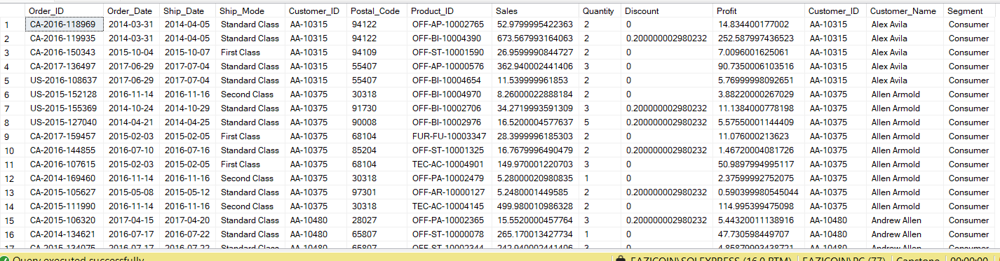 Order_ID Order_Date Ship_Date Ship_Mode Customer_ID Postal_Code Product_ID Sales Quantity Discount Profit Customer_ID Customer_Name Segment
1 CA-2016-118969 2014-03-31 2014-04-05 Standard Class AA-10315 94122 OFF-AP-10002765 52.9799995422363 2 0 14.834400177002 AA-10315 Alex Avila Consumer
2 CA-2016-119935 2014-03-31 2014-04-05 Standard Class AA-10315 94122 OFF-BI-10004390 673.567993164063 2 0.200000002980232 252.587997436523 AA-10315 Alex Avila Consumer
3 CA-2016-150343 2015-10-04 2015-10-07 First Class AA-10315 94109 OFF-ST-10001590 26.9599990844727 2 0 7.0096001625061 AA-10315 Alex Avila Consumer
4 CA-2017-136497 2017-06-29 2017-07-04 Standard Class AA-10315 55407 OFF-AP-10000576 362.940002441406 3 0 90.7350006103516 AA-10315 Alex Avila Consumer
5 US-2016-108637 2017-06-29 2017-07-04 Standard Class AA-10315 55407 OFF-BI-10004654 11.539999961853 2 0 5.76999998092651 AA-10315 Alex Avila Consumer
6 US-2015-152128 2016-11-14 2016-11-16 Second Class AA-10375 30318 OFF-BI-10004970 8.26000022888184 2 0 3.88220000267029 AA-10375 Allen Armold Consumer
7 US-2015-155369 2014-10-24 2014-10-29 Standard Class AA-10375 91730 OFF-BI-10002706 34.2719993591309 3 0.200000002980232 11.1384000778198 AA-10375 Allen Armold Consumer
8 US-2015-127040 2014-04-21 2014-04-25 Standard Class AA-10375 90008 OFF-BI-10002976 16.5200004577637 5 0.200000002980232 5.57550001144409 AA-10375 Allen Armold Consumer
9 CA-2017-159457 2015-02-03 2015-02-05 First Class AA-10375 68104 FUR-FU-10003347 28.3999996185303 2 0 11.076000213623 AA-10375 Allen Armold Consumer
10 CA-2016-144855 2016-07-10 2016-07-16 Standard Class AA-10375 85204 OFF-ST-10001325 16.7679996490479 2 0.200000002980232 1.46720004081726 AA-10375 Allen Armold Consumer
11 CA-2016-107615 2015-02-03 2015-02-05 First Class AA-10375 68104 TEC-AC-10004901 149.970001220703 3 0 50.9897994995117 AA-10375 Allen Armold Consumer
12 CA-2014-169460 2016-11-14 2016-11-16 Second Class AA-10375 30318 OFF-PA-10002479 5.28000020980835 1 0 2.37599992752075 AA-10375 Allen Armold Consumer
13 CA-2015-105627 2015-05-08 2015-05-12 Standard Class AA-10375 97301 OFF-AR-10000127 5.2480001449585 2 0.200000002980232 0.590399980545044 AA-10375 Allen Armold Consumer
14 CA-2015-111990 2016-11-14 2016-11-16 Second Class AA-10375 30318 TEC-AC-10004145 499.980010986328 2 0 114.995399475098 AA-10375 Allen Armold Consumer
15 CA-2015-106320 2017-04-15 2017-04-20 Standard Class AA-10480 28027 OFF-PA-10002365 15.5520000457764 3 0.200000002980232 5.44320011138916 AA-10480 Andrew Allen Consumer
16 CA-2014-134621 2016-07-17 2016-07-22 Standard Class AA-10480 65807 OFF-ST-10000078 265.170013427734 1 0 47.730598449707 AA-10480 Andrew Allen Consumer
17 CA-2015-134075 2016-07-17 2016-07-22 Standard Class AA-10480 65807 OFF-ST-10002344 242.940002441406 3 0 4.85879993438721 AA-10480 Andrew Allen Consumer
Query executed successfully EAZICOIN\SQLEXPRESS (16.0 RTM) EAZICOIN\PC (77) Capstone 00:00:00